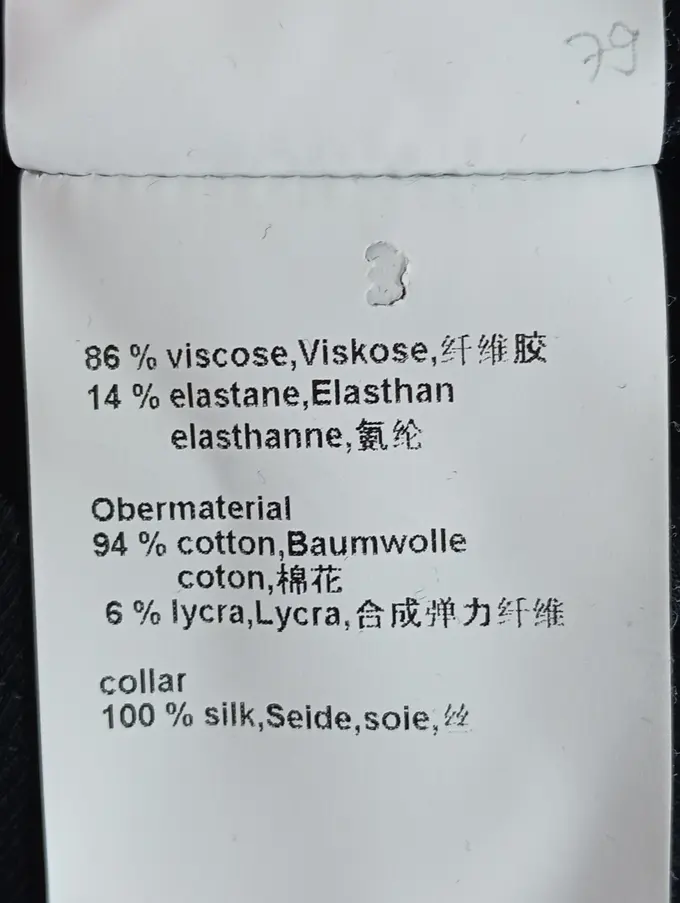 79
3
86 % viscose,Viskose,纤维胶
14 % elastane,Elasthan
elasthanne,氨纶
Obermaterial
94 % cotton,Baumwolle
coton,棉花
6 % lycra,Lycra,合成弹力纤维
collar
100 % silk,Seide,soie,丝